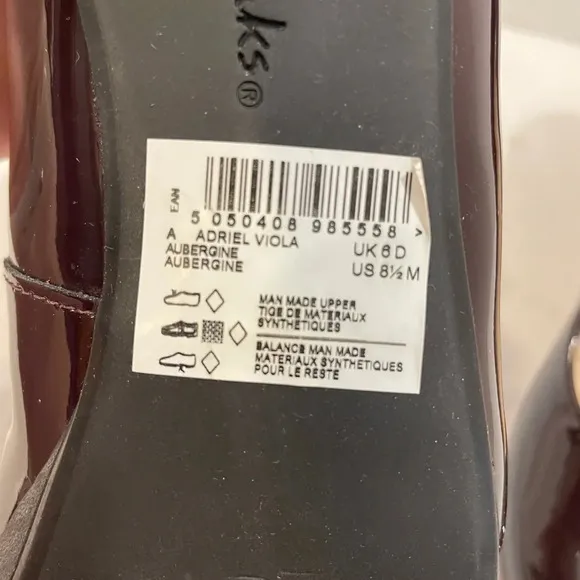 ks®
EAN
5 050408 985558 >
A ADRIEL VIOLA UK 6 D
AUBERGINE US 8½ M
AUBERGINE
MAN MADE UPPER
TIGE DE MATERIAUX
SYNTHETIQUES
BALANCE MAN MADE
MATERIAUX SYNTHETIQUES
POUR LE RESTE